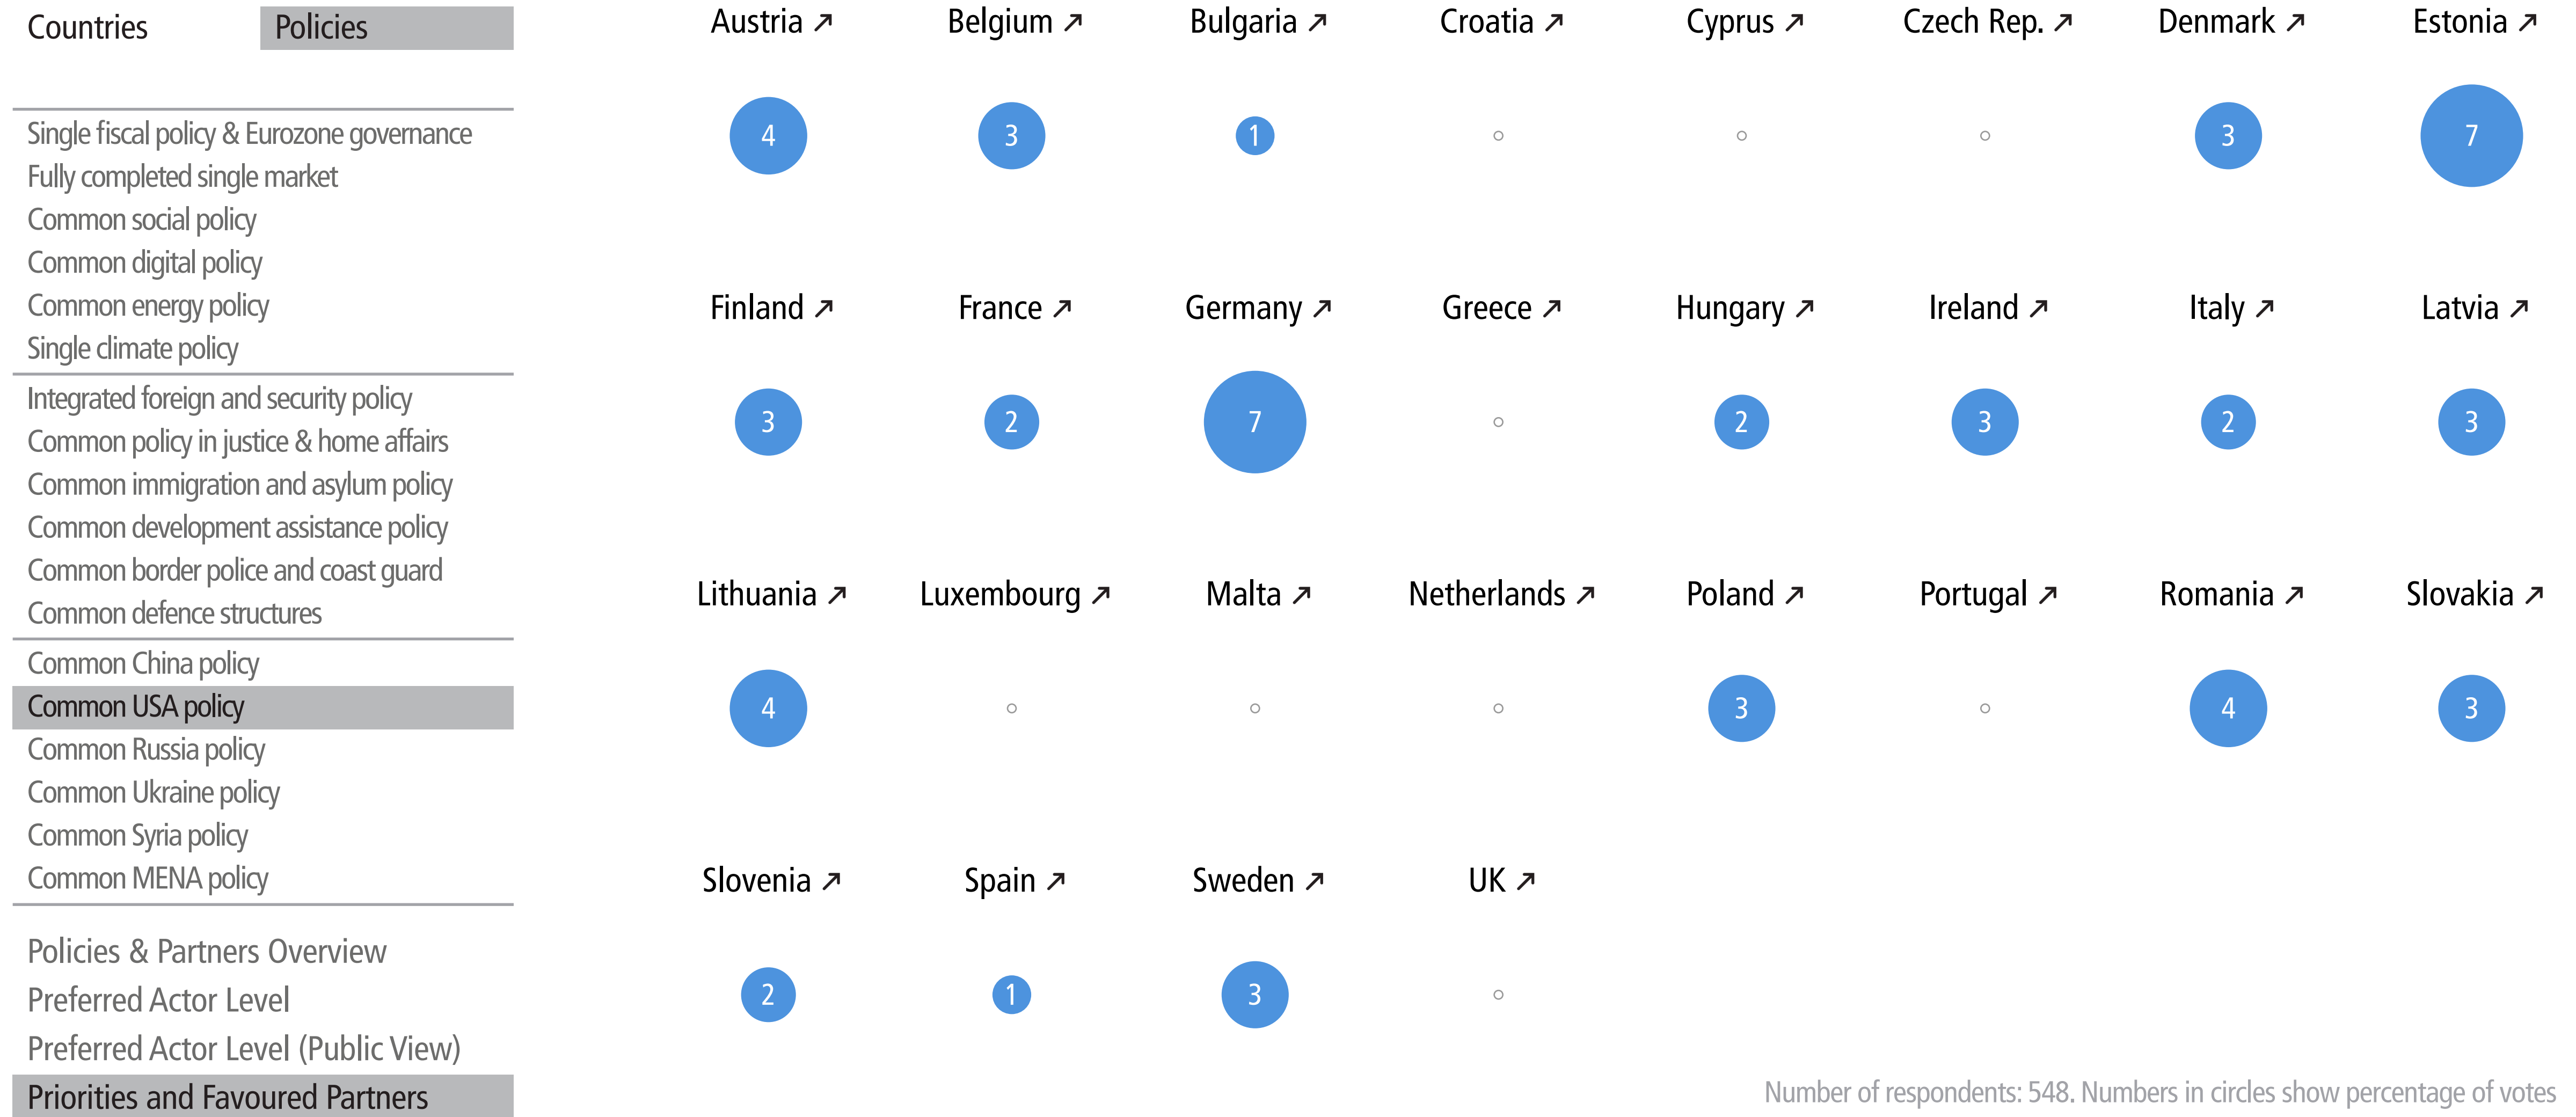 Countries Policies
Single fiscal policy & Eurozone governance
Fully completed single market
Common social policy
Common digital policy
Common energy policy
Single climate policy
Integrated foreign and security policy
Common policy in justice & home affairs
Common immigration and asylum policy
Common development assistance policy
Common border police and coast guard
Common defence structures
Common China policy
Common USA policy
Common Russia policy
Common Ukraine policy
Common Syria policy
Common MENA policy
Policies & Partners Overview
Preferred Actor Level
Preferred Actor Level (Public View)
Priorities and Favoured Partners
Austria ↗ Belgium ↗ Bulgaria ↗ Croatia ↗ Cyprus ↗ Czech Rep. ↗ Denmark ↗ Estonia ↗
4 3 1 3 7
Finland ↗ France ↗ Germany ↗ Greece ↗ Hungary ↗ Ireland ↗ Italy ↗ Latvia ↗
3 2 7 2 3 2 3
Lithuania ↗ Luxembourg ↗ Malta ↗ Netherlands ↗ Poland ↗ Portugal ↗ Romania ↗ Slovakia ↗
4 3 4 3
Slovenia ↗ Spain ↗ Sweden ↗ UK ↗
2 1 3
Number of respondents: 548. Numbers in circles show percentage of votes